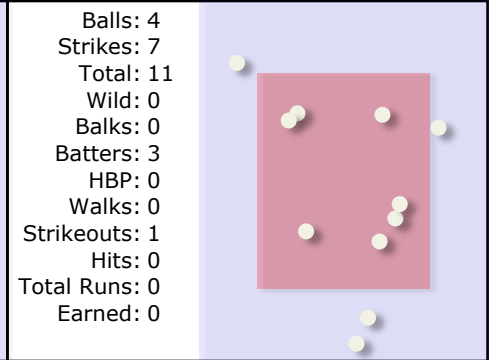 Balls: 4
Strikes: 7
Total: 11
Wild: 0
Balks: 0
Batters: 3
HBP: 0
Walks: 0
Strikeouts: 1
Hits: 0
Total Runs: 0
Earned: 0